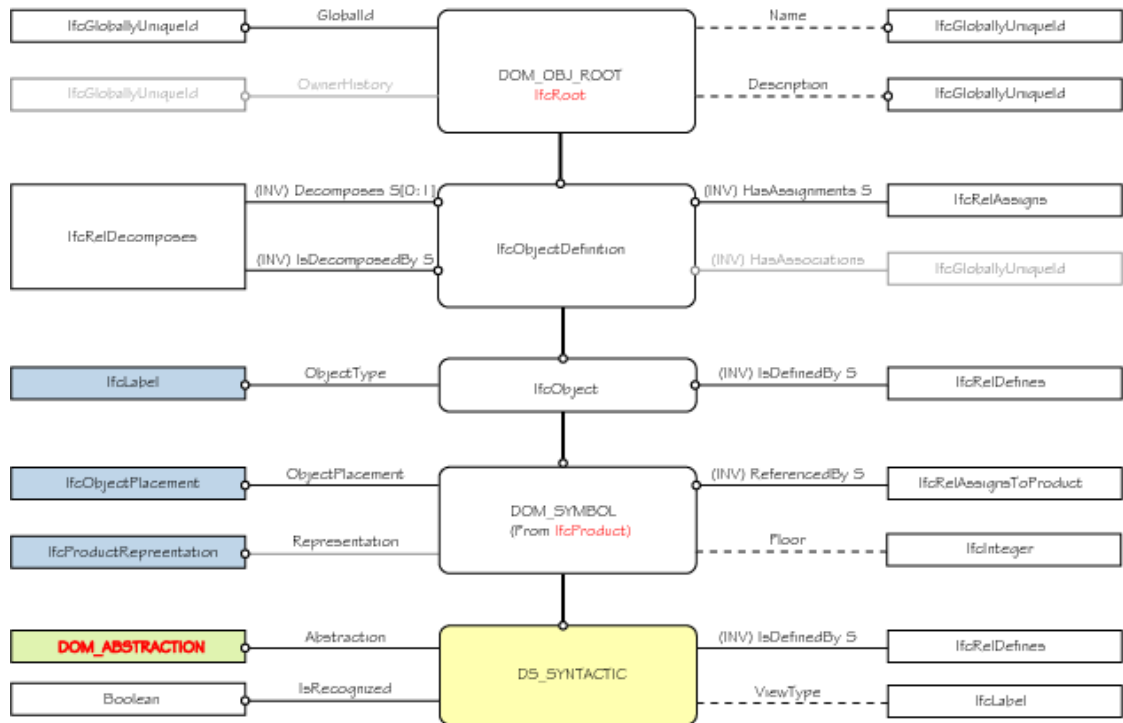 IfcGloballyUniqueId GlobalId Name IfcGloballyUniqueId
DOM_OBJ_ROOT
IfcRoot
IfcGloballyUniqueId OwnerHistory Description IfcGloballyUniqueId
(INV) Decomposes S[0:1] (INV) HasAssignments S IfcRelAssigns
IfcRelDecomposes IfcObjectDefinition
(INV) IsDecomposedBy S (INV) HasAssociations IfcGloballyUniqueId
IfcLabel ObjectType IfcObject (INV) IsDefinedBy S IfcRelDefines
IfcObjectPlacement ObjectPlacement (INV) ReferencedBy S IfcRelAssignsToProduct
DOM_SYMBOL
(From IfcProduct)
IfcProductRepreentation Representation Floor IfcInteger
DOM_ABSTRACTION Abstraction (INV) IsDefinedBy S IfcRelDefines
DS_SYNTACTIC
Boolean IsRecognized ViewType IfcLabel